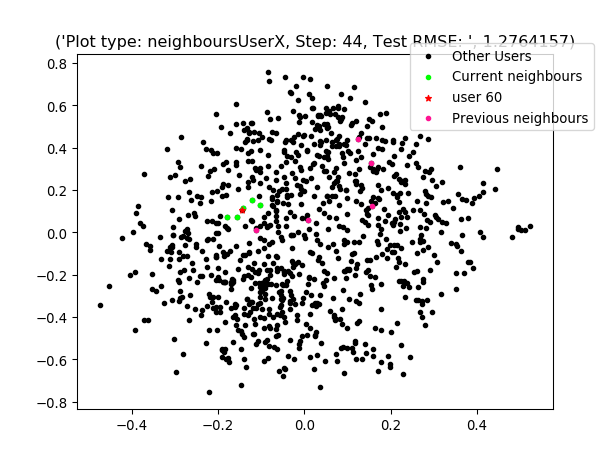 ('Plot type: neighboursUserX, Step: 44, Test RMSE: ', 1.2764157)
Other Users
Current neighbours
user 60
Previous neighbours
0.8
0.6
0.4
0.2
0.0
−0.2
−0.4
−0.6
−0.8
−0.4 −0.2 0.0 0.2 0.4